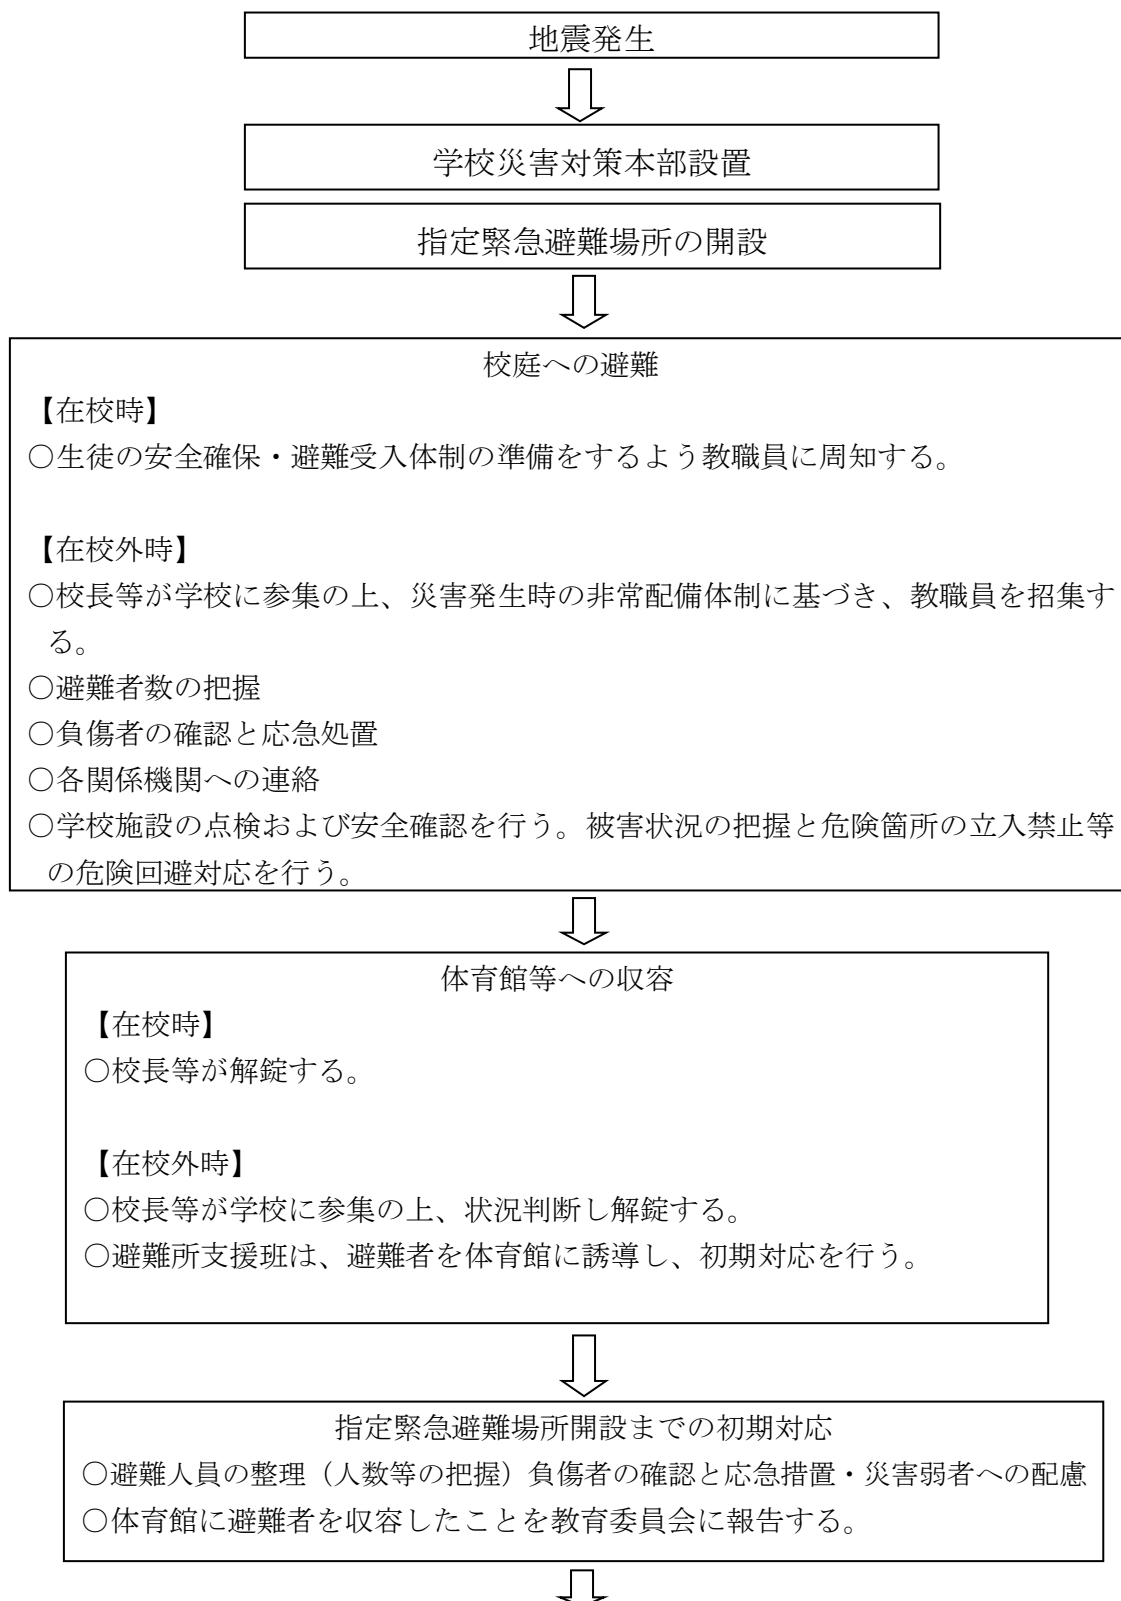 地震発生
学校災害対策本部設置
指定緊急避難場所の開設
校庭への避難
【在校時】
○生徒の安全確保・避難受入体制の準備をするよう教職員に周知する。
【在校外時】
○校長等が学校に参集の上、災害発生時の非常配備体制に基づき、教職員を招集す
る。
○避難者数の把握
○負傷者の確認と応急処置
○各関係機関への連絡
○学校施設の点検および安全確認を行う。被害状況の把握と危険箇所の立入禁止等
の危険回避対応を行う。
体育館等への収容
【在校時】
○校長等が解錠する。
【在校外時】
○校長等が学校に参集の上、状況判断し解錠する。
○避難所支援班は、避難者を体育館に誘導し、初期対応を行う。
指定緊急避難場所開設までの初期対応
○避難人員の整理（人数等の把握）負傷者の確認と応急措置・災害弱者への配慮
○体育館に避難者を収容したことを教育委員会に報告する。